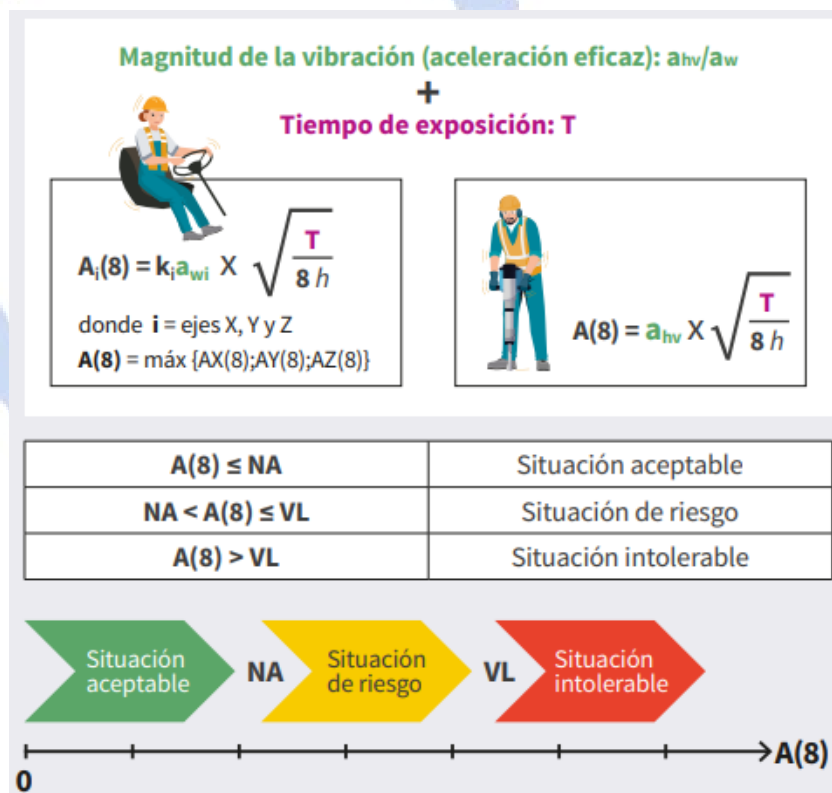 Magnitud de la vibración (aceleración eficaz): ahv/aw
+
Tiempo de exposición: T
Ai(8) = kiawi X √(T / 8 h)
donde i = ejes X, Y y Z
A(8) = máx {AX(8);AY(8);AZ(8)}
A(8) = ahv X √(T / 8 h)
A(8) ≤ NA Situación aceptable
NA < A(8) ≤ VL Situación de riesgo
A(8) > VL Situación intolerable
Situación
aceptable
NA
Situación
de riesgo
VL
Situación
intolerable
A(8)
0